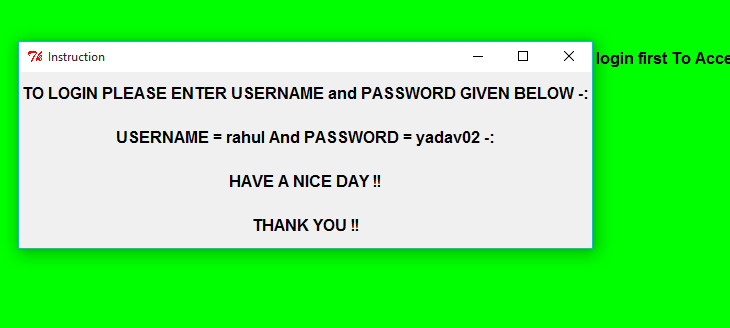 Instruction
login first To Acce
TO LOGIN PLEASE ENTER USERNAME and PASSWORD GIVEN BELOW -:
USERNAME = rahul And PASSWORD = yadav02 -:
HAVE A NICE DAY !!
THANK YOU !!